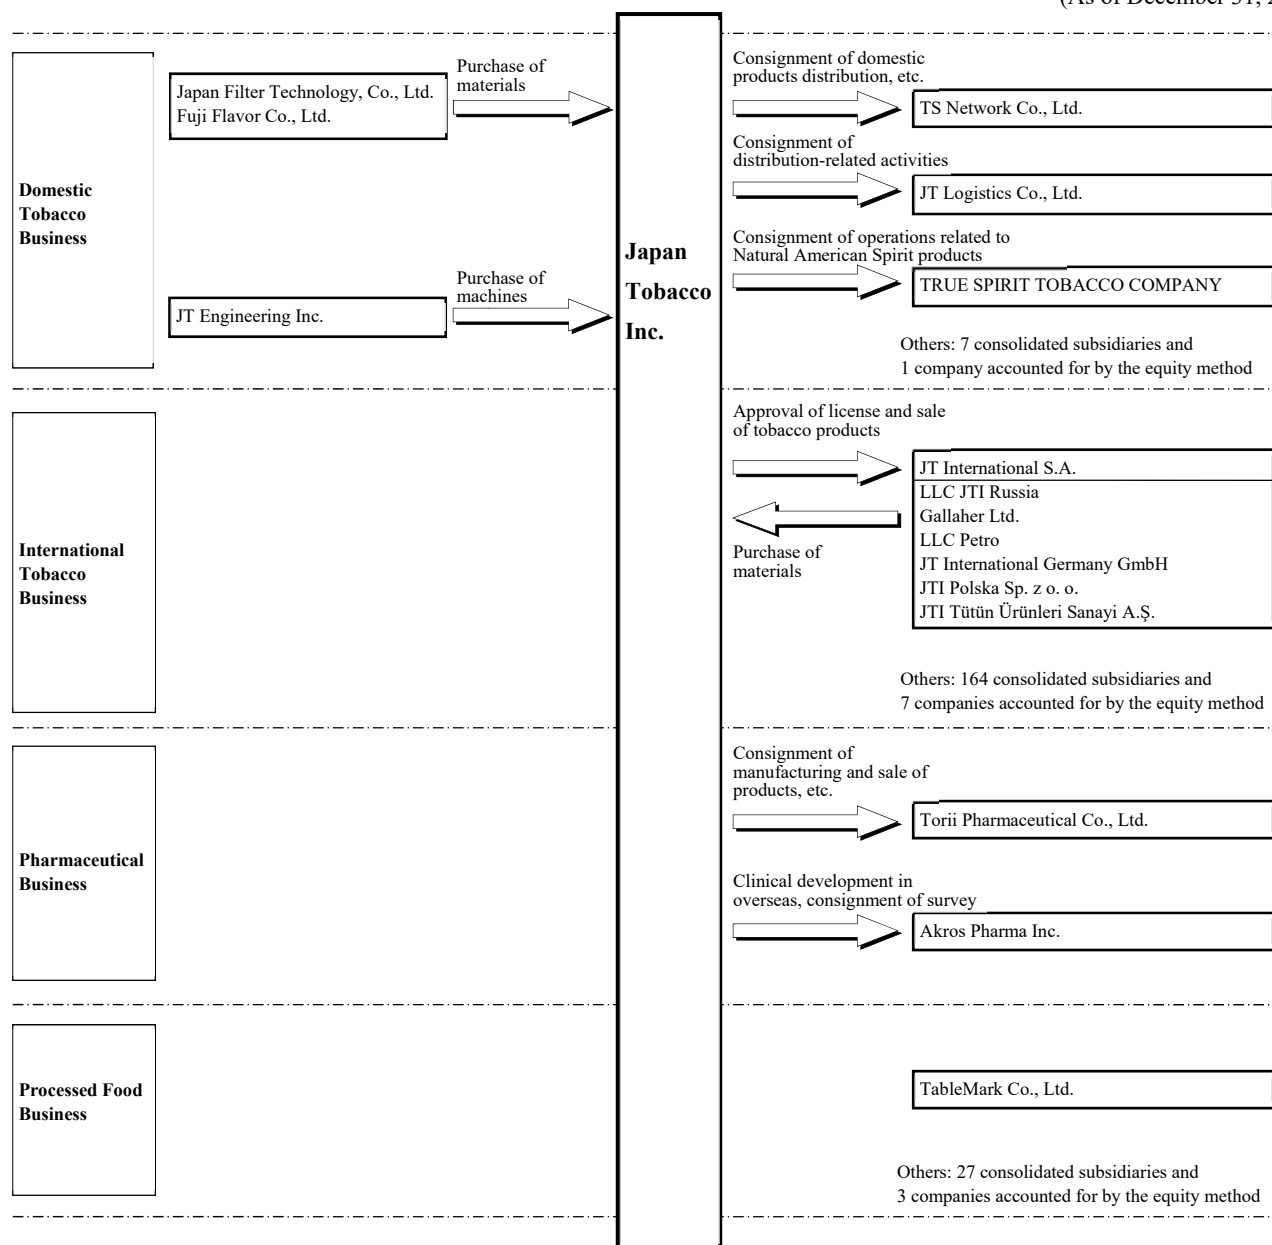 (As of December 31, 2
Domestic
Tobacco
Business
Japan Filter Technology, Co., Ltd.
Fuji Flavor Co., Ltd.
Purchase of
materials
JT Engineering Inc.
Purchase of
machines
Japan
Tobacco
Inc.
Consignment of domestic
products distribution, etc.
TS Network Co., Ltd.
Consignment of
distribution-related activities
JT Logistics Co., Ltd.
Consignment of operations related to
Natural American Spirit products
TRUE SPIRIT TOBACCO COMPANY
Others: 7 consolidated subsidiaries and
1 company accounted for by the equity method
International
Tobacco
Business
Approval of license and sale
of tobacco products
JT International S.A.
LLC JTI Russia
Gallaher Ltd.
LLC Petro
JT International Germany GmbH
JTI Polska Sp. z o. o.
JTI Tütün Ürünleri Sanayi A.Ş.
Purchase of
materials
Others: 164 consolidated subsidiaries and
7 companies accounted for by the equity method
Pharmaceutical
Business
Consignment of
manufacturing and sale of
products, etc.
Torii Pharmaceutical Co., Ltd.
Clinical development in
overseas, consignment of survey
Akros Pharma Inc.
Processed Food
Business
TableMark Co., Ltd.
Others: 27 consolidated subsidiaries and
3 companies accounted for by the equity method